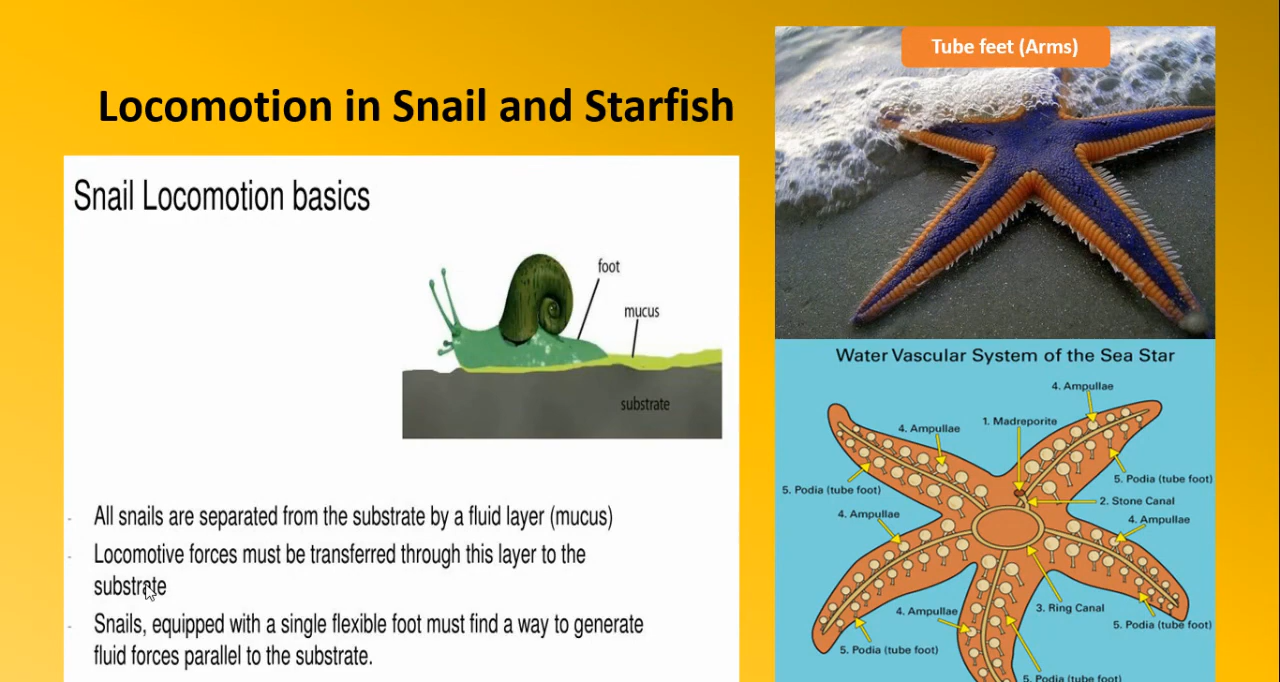 Locomotion in Snail and Starfish
Snail Locomotion basics
foot
mucus
substrate
- All snails are separated from the substrate by a fluid layer (mucus)
- Locomotive forces must be transferred through this layer to the
substrate
- Snails, equipped with a single flexible foot must find a way to generate
fluid forces parallel to the substrate.
Tube feet (Arms)
Water Vascular System of the Sea Star
4. Ampullae
1. Madreporite
4. Ampullae
5. Podia (tube foot)
5. Podia (tube foot)
2. Stone Canal
4. Ampullae
4. Ampullae
3. Ring Canal
4. Ampullae
5. Podia (tube foot)
5. Podia (tube foot)
5. Podia (tube foot)